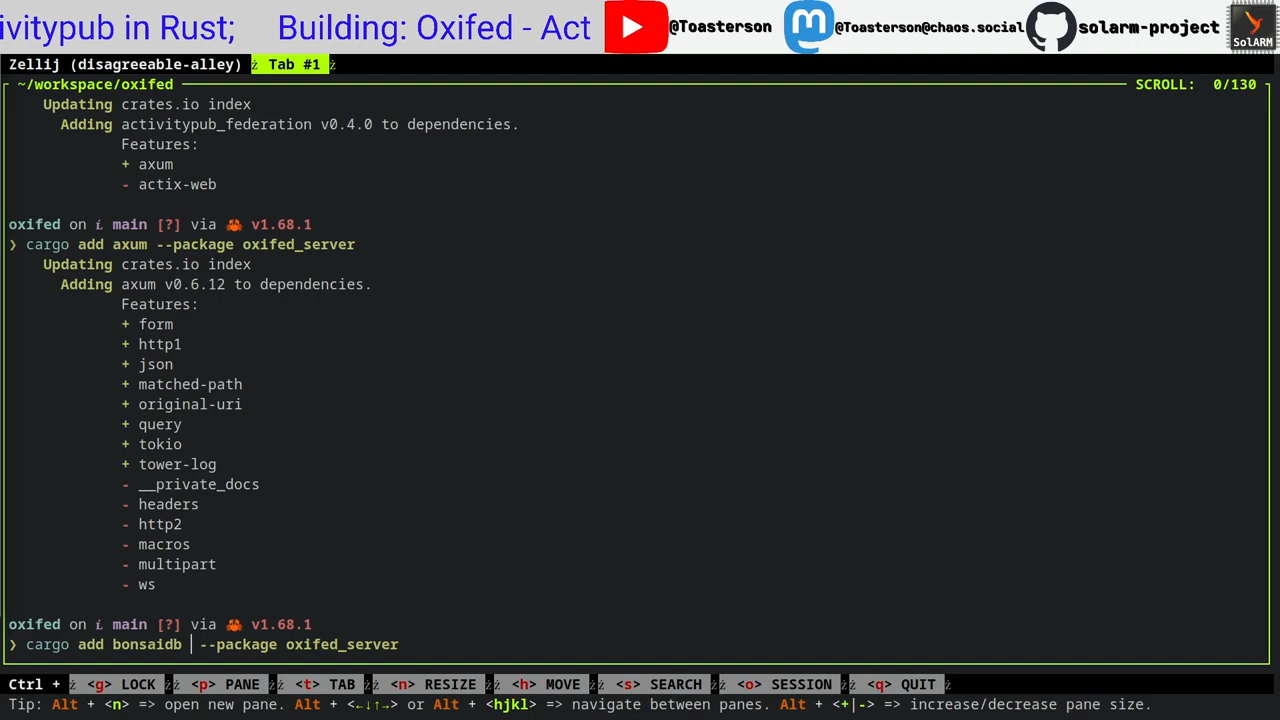 ivitypub in Rust; Building: Oxifed - Act
@Toasterson @Toasterson@chaos.social solarm-project SolARM
Zellij (disagreeable-alley) Tab #1
~/workspace/oxifed SCROLL: 0/130
Updating crates.io index
Adding activitypub_federation v0.4.0 to dependencies.
Features:
+ axum
- actix-web
oxifed on main [?] via 🦀 v1.68.1
❯ cargo add axum --package oxifed_server
Updating crates.io index
Adding axum v0.6.12 to dependencies.
Features:
+ form
+ http1
+ json
+ matched-path
+ original-uri
+ query
+ tokio
+ tower-log
- __private_docs
- headers
- http2
- macros
- multipart
- ws
oxifed on main [?] via 🦀 v1.68.1
❯ cargo add bonsaidb --package oxifed_server
Ctrl + <g> LOCK <p> PANE <t> TAB <n> RESIZE <h> MOVE <s> SEARCH <o> SESSION <q> QUIT
Tip: Alt + <n> => open new pane. Alt + <←↓↑→> or Alt + <hjkl> => navigate between panes. Alt + <+|-> => increase/decrease pane size.